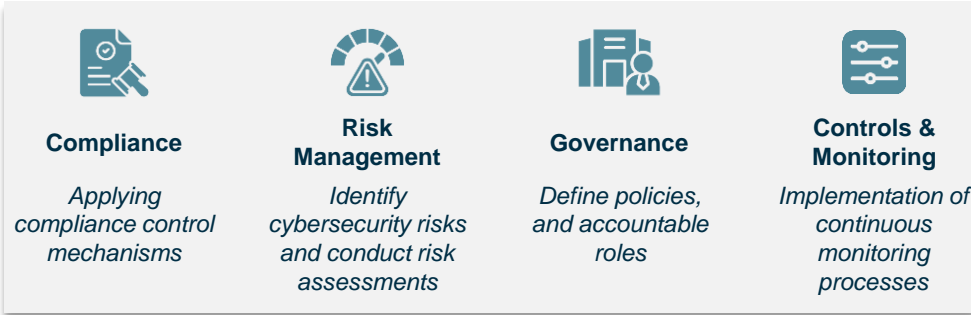 Compliance
Applying
compliance control
mechanisms
Risk
Management
Identify
cybersecurity risks
and conduct risk
assessments
Governance
Define policies,
and accountable
roles
Controls &
Monitoring
Implementation of
continuous
monitoring
processes